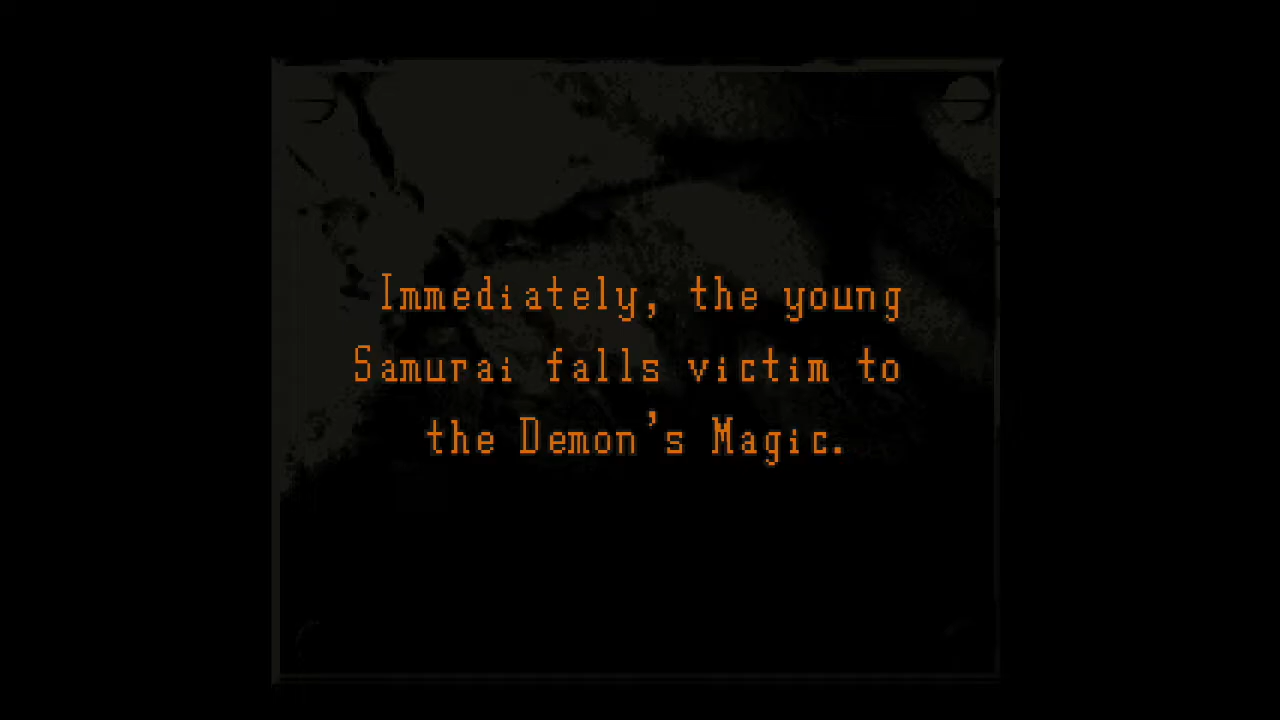 Immediately, the young
Samurai falls victim to
the Demon's Magic.